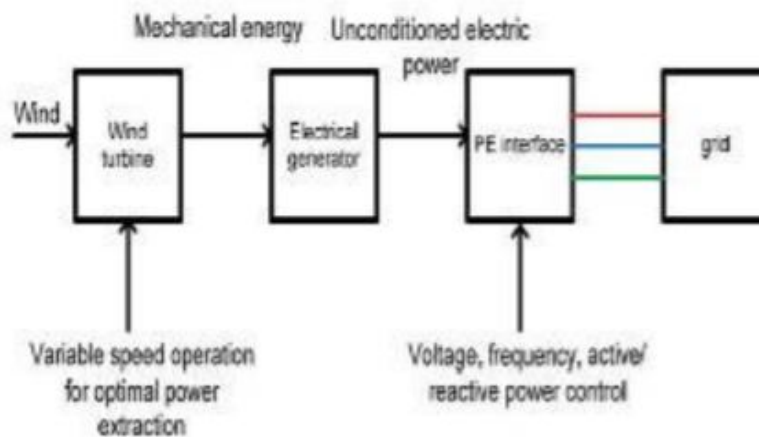 Mechanical energy
Unconditioned electric
power
Wind
Wind
turbine
Electrical
generator
PE interface
grid
Variable speed operation
for optimal power
extraction
Voltage, frequency, active/
reactive power control